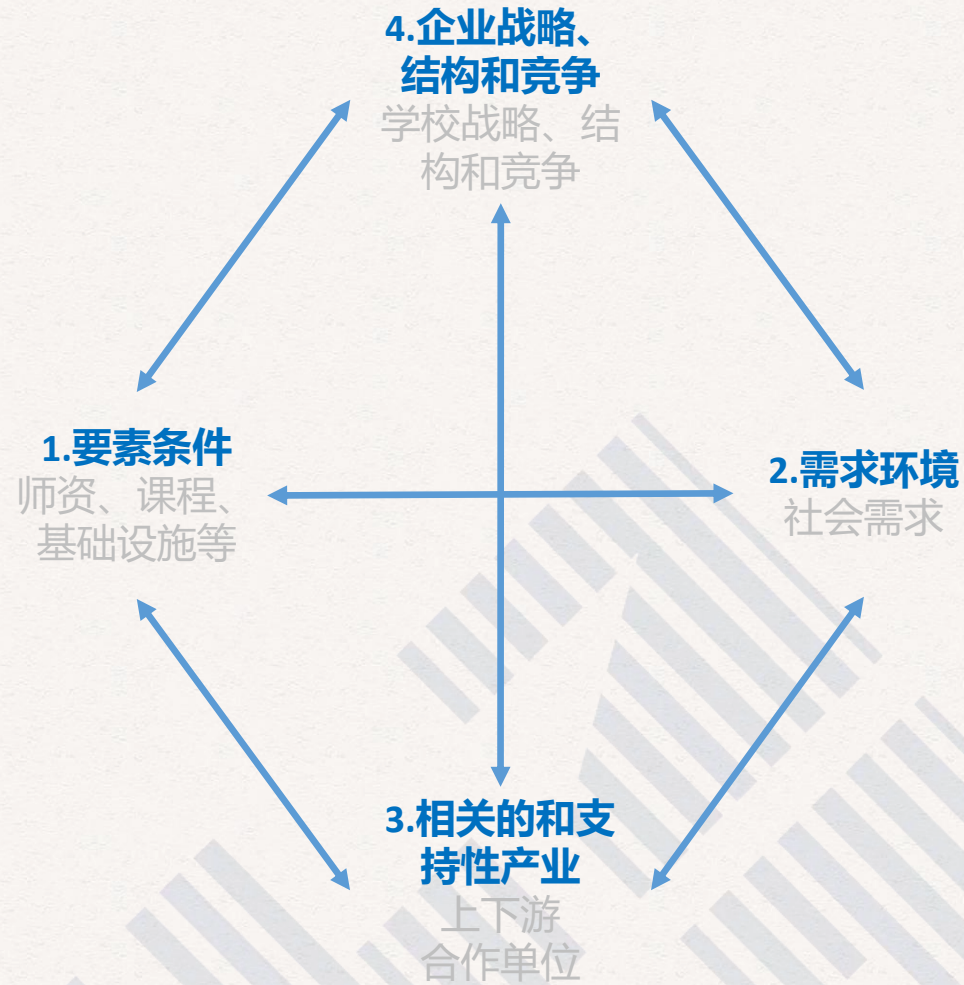 4.企业战略、
结构和竞争
学校战略、结
构和竞争
1.要素条件
师资、课程、
基础设施等
2.需求环境
社会需求
3.相关的和支
持性产业
上下游
合作单位